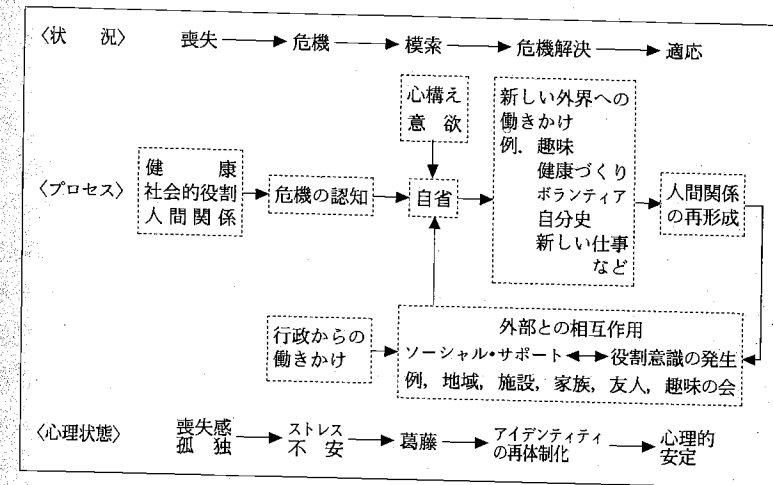 〈状　況〉　喪失　危機　模索　危機解決　適応
心構え
意　欲
新しい外界への
働きかけ
例，趣味
健康づくり
ボランティア
自分史
新しい仕事
など
〈プロセス〉
健　康
社会的役割
人間関係
危機の認知
自省
人間関係
の再形成
行政からの
働きかけ
外部との相互作用
ソーシャル・サポート　役割意識の発生
例，地域，施設，家族，友人，趣味の会
〈心理状態〉
喪失感
孤　独
ストレス
不　安
葛藤
アイデンティティ
の再体制化
心理的
安定